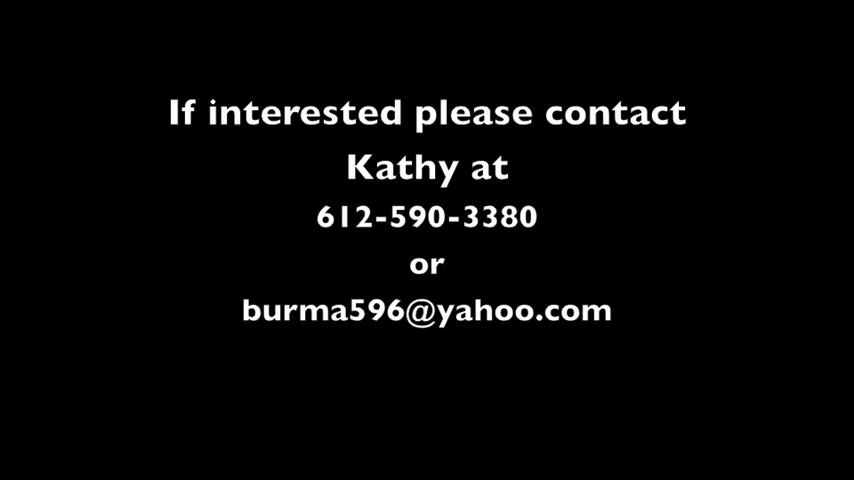 If interested please contact
Kathy at
612-590-3380
or
burma596@yahoo.com